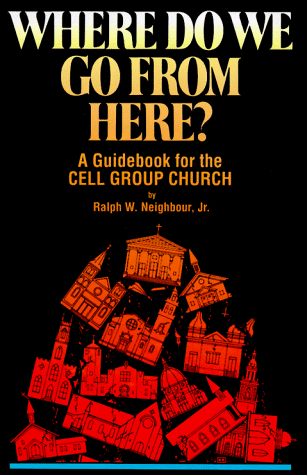 WHERE DO WE
GO FROM
HERE?
A Guidebook for the
CELL GROUP CHURCH
by
Ralph W. Neighbour, Jr.